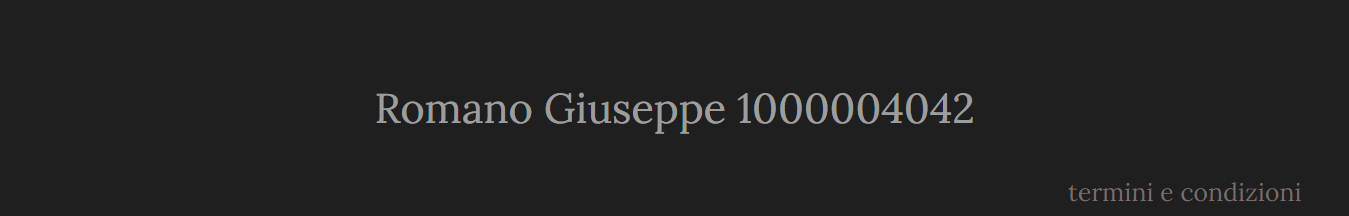 Romano Giuseppe 1000004042
termini e condizioni